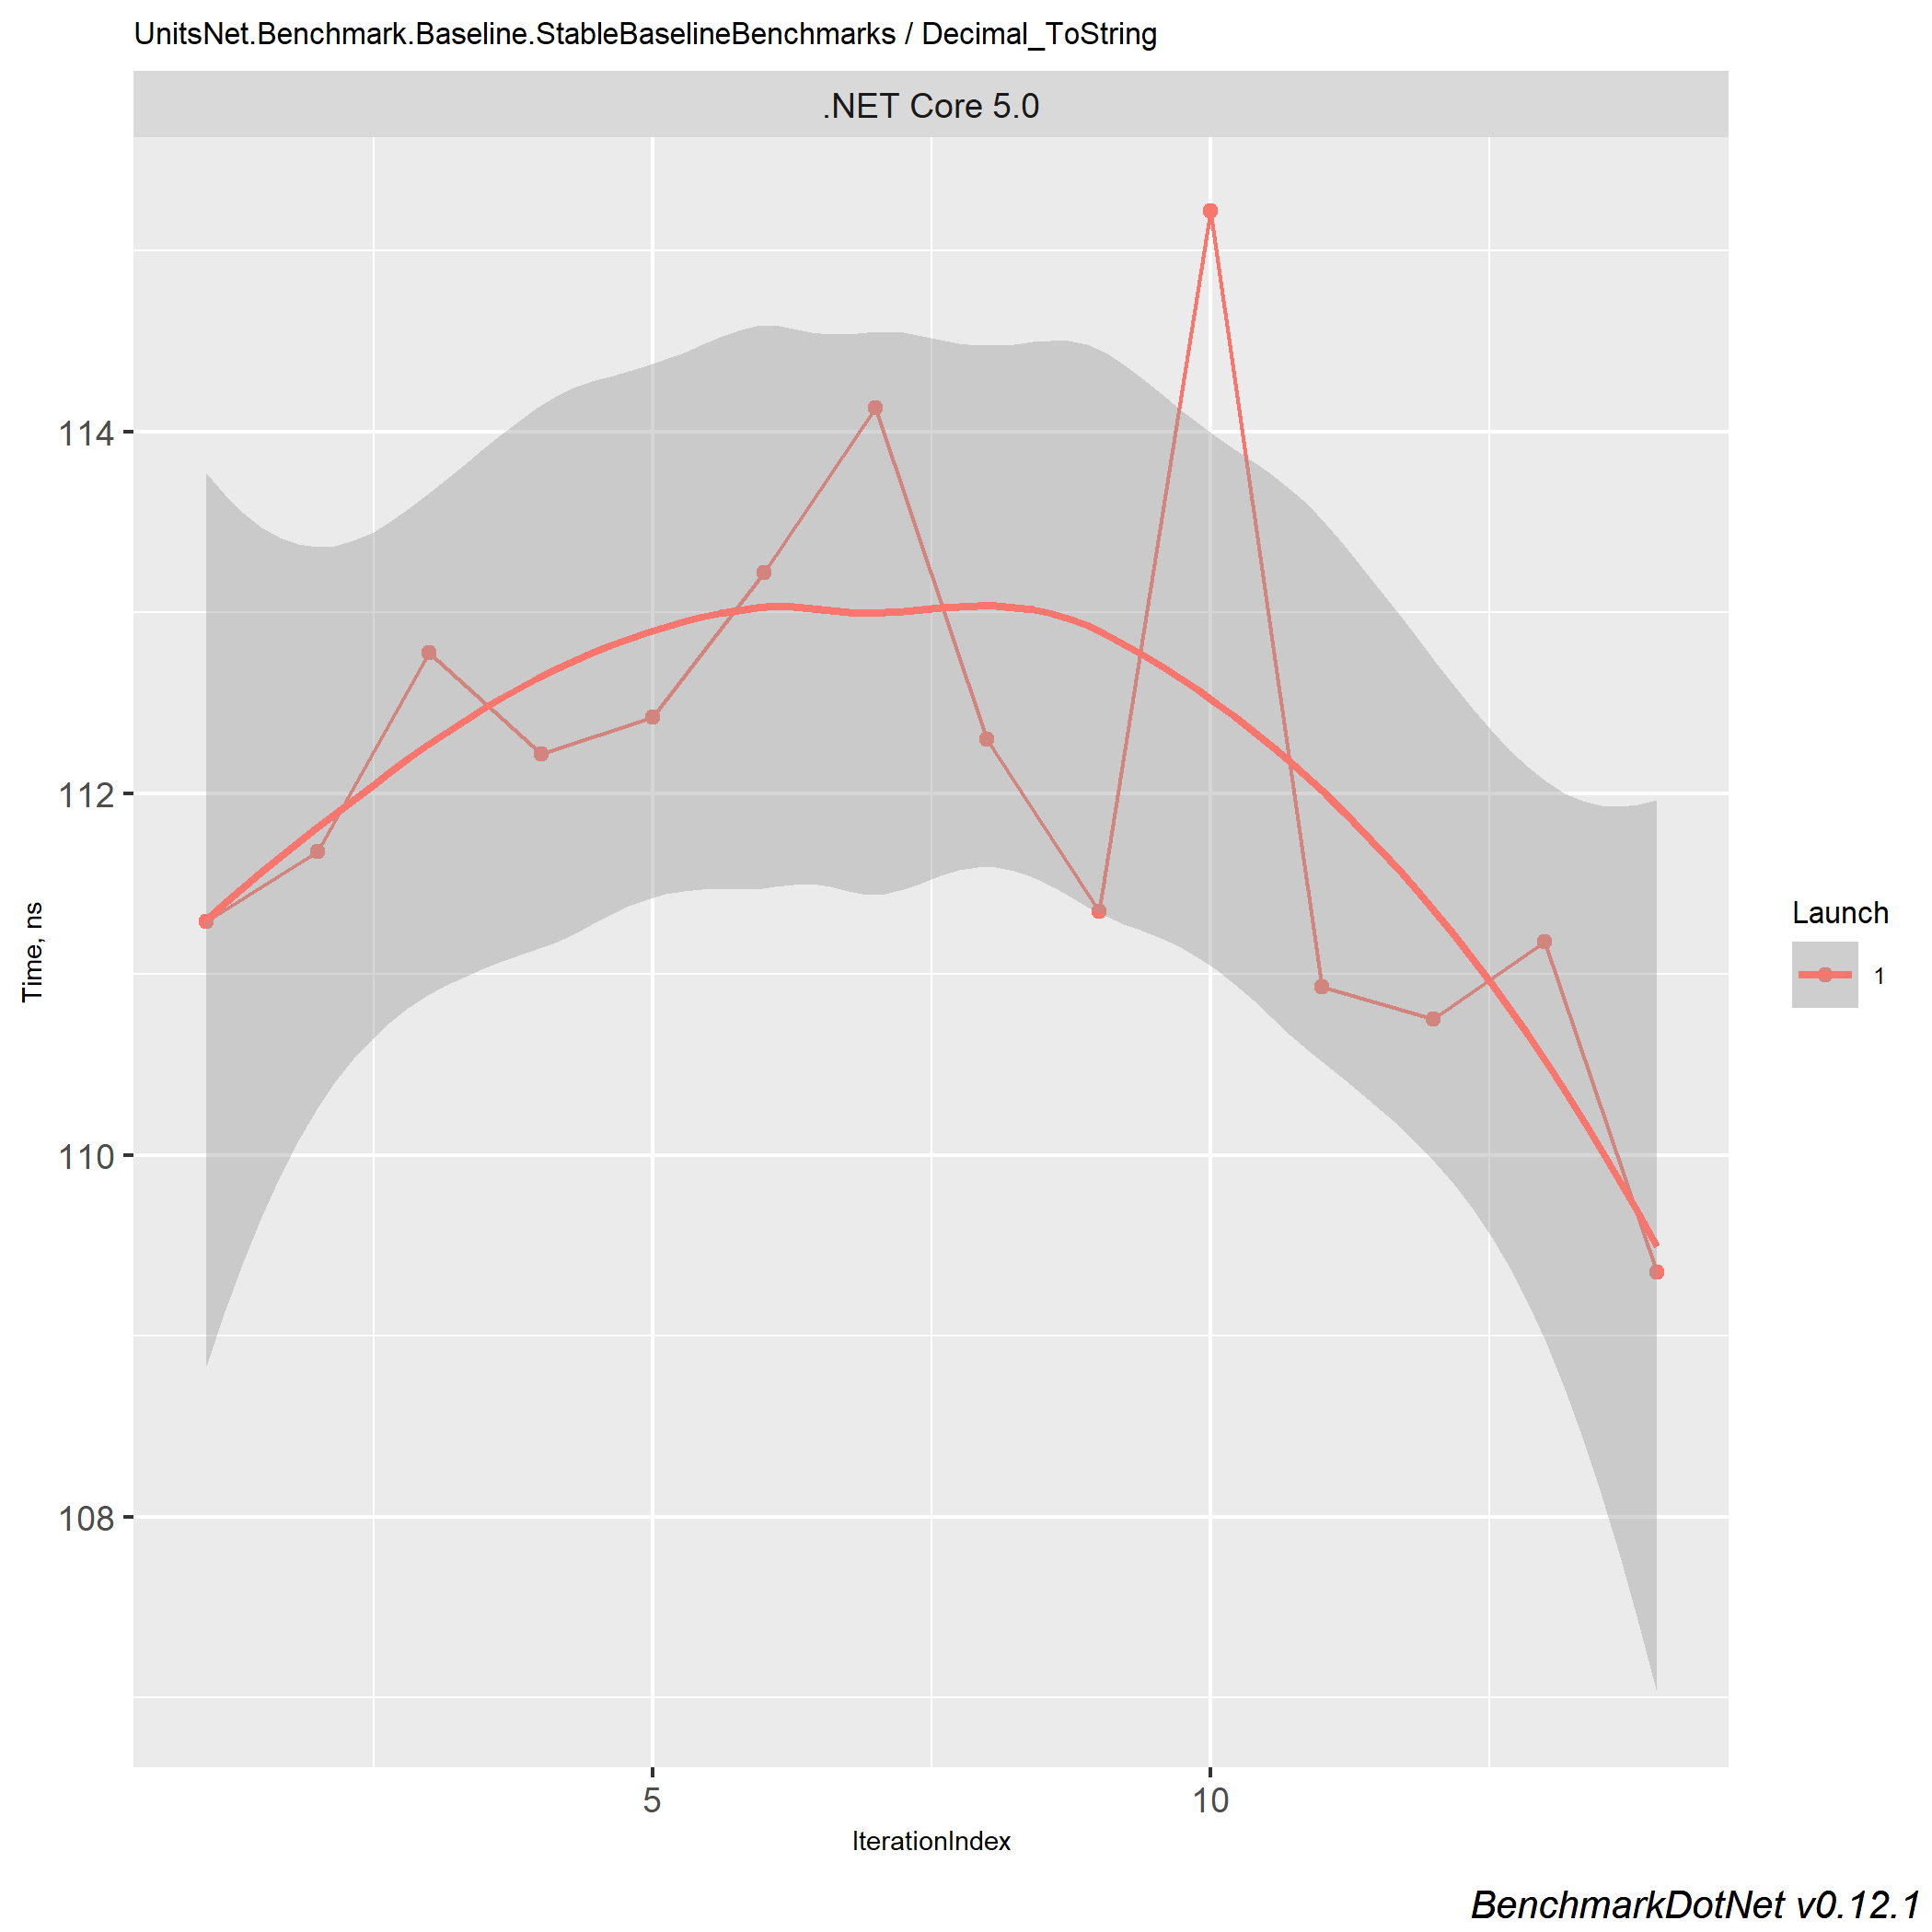 UnitsNet.Benchmark.Baseline.StableBaselineBenchmarks / Decimal_ToString
.NET Core 5.0
114
112
110
108
Time, ns
5
10
IterationIndex
Launch
1
BenchmarkDotNet v0.12.1